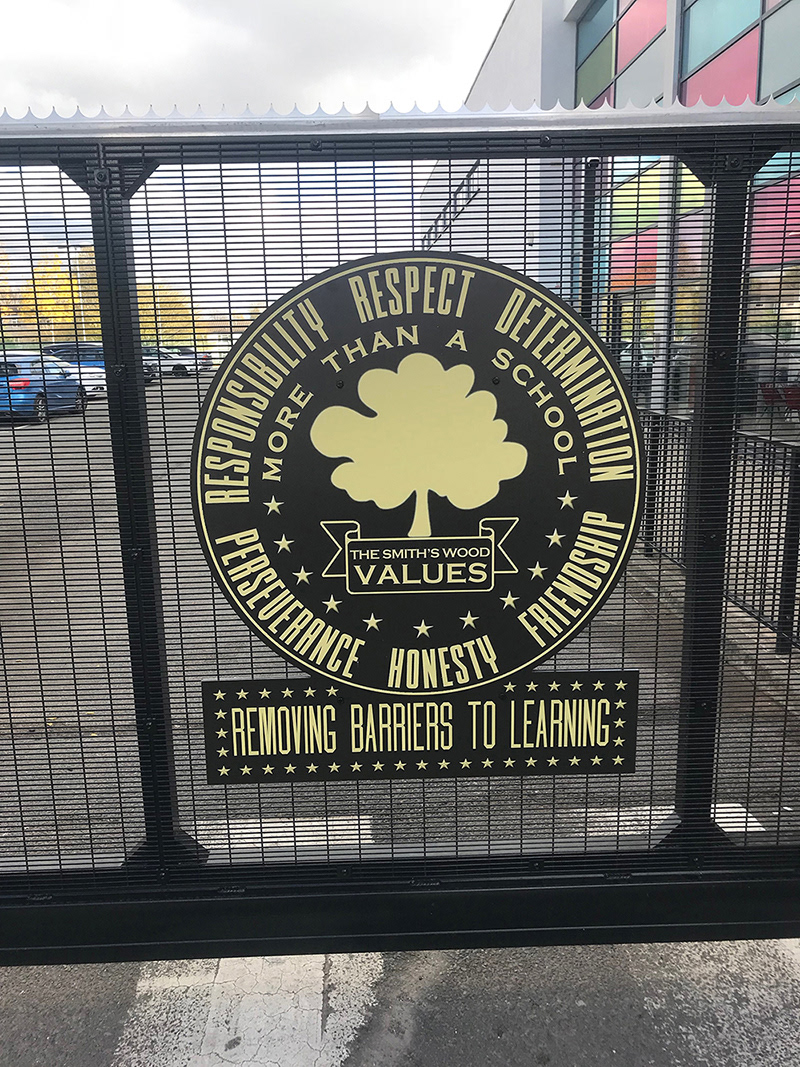 RESPONSIBILITY RESPECT DETERMINATION
MORE THAN A SCHOOL
THE SMITH'S WOOD
VALUES
PERSEVERANCE HONESTY FRIENDSHIP
REMOVING BARRIERS TO LEARNING